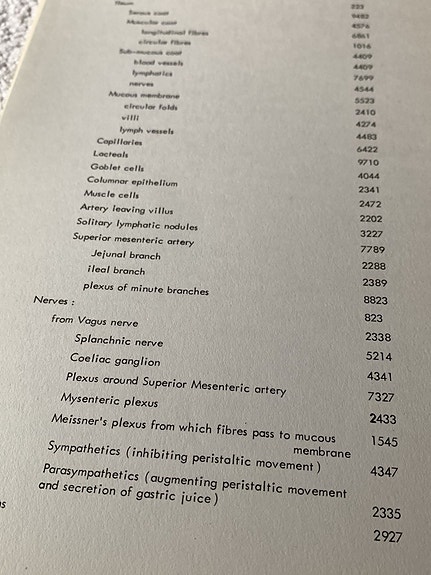 Ileum
Serous coat 9482
Muscular coat 4576
longitudinal fibres 6861
circular fibres 1016
Sub-mucous coat 4409
blood vessels 4409
lymphatics 7699
nerves 4544
Mucous membrane 5523
circular folds 2410
villi 4274
lymph vessels 4483
Capillaries 6422
Lacteals 9710
Goblet cells 4044
Columnar epithelium 2341
Muscle cells 2472
Artery leaving villus 2202
Solitary lymphatic nodules 3227
Superior mesenteric artery 7789
Jejunal branch 2288
ileal branch 2389
plexus of minute branches 8823
Nerves : 823
from Vagus nerve 2338
Splanchnic nerve 5214
Coeliac ganglion 4341
Plexus around Superior Mesenteric artery 7327
Mysenteric plexus 2433
Meissner's plexus from which fibres pass to mucous 1545
membrane
Sympathetics (inhibiting peristaltic movement) 4347
Parasympathetics (augmenting peristaltic movement
and secretion of gastric juice) 2335
2927